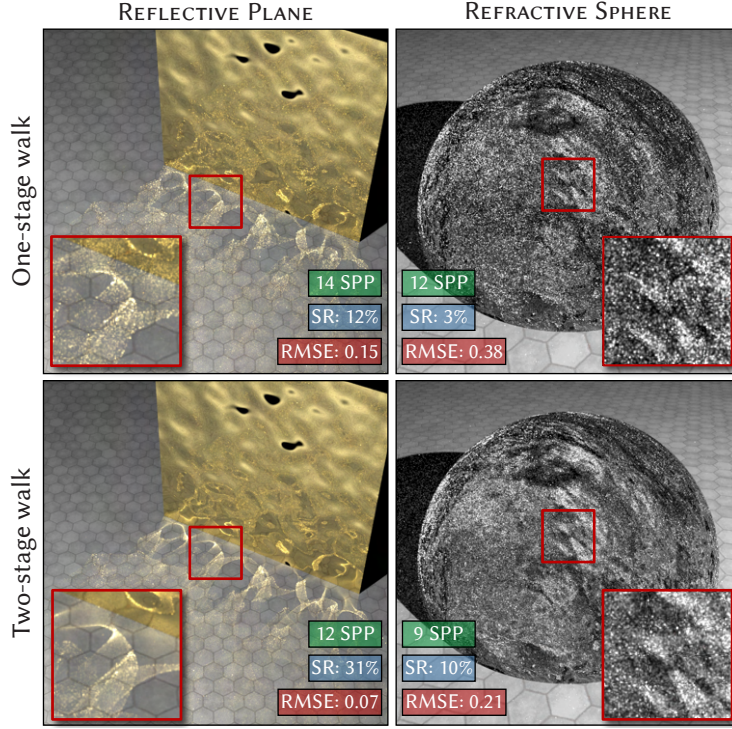 REFLECTIVE PLANE
REFRACTIVE SPHERE
One-stage walk
14 SPP
SR: 12%
RMSE: 0.15
12 SPP
SR: 3%
RMSE: 0.38
Two-stage walk
12 SPP
SR: 31%
RMSE: 0.07
9 SPP
SR: 10%
RMSE: 0.21